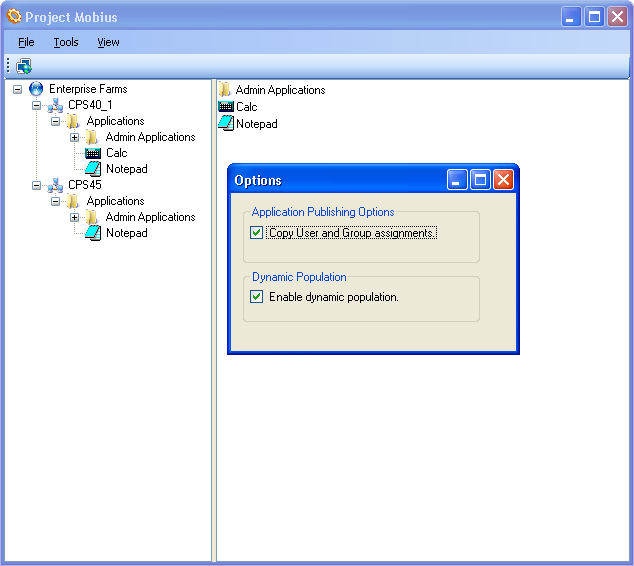 Project Mobius
File Tools View
Enterprise Farms
CPS40_1
Applications
Admin Applications
Calc
Notepad
CPS45
Applications
Admin Applications
Notepad
Admin Applications
Calc
Notepad
Options
Application Publishing Options
Copy User and Group assignments.
Dynamic Population
Enable dynamic population.